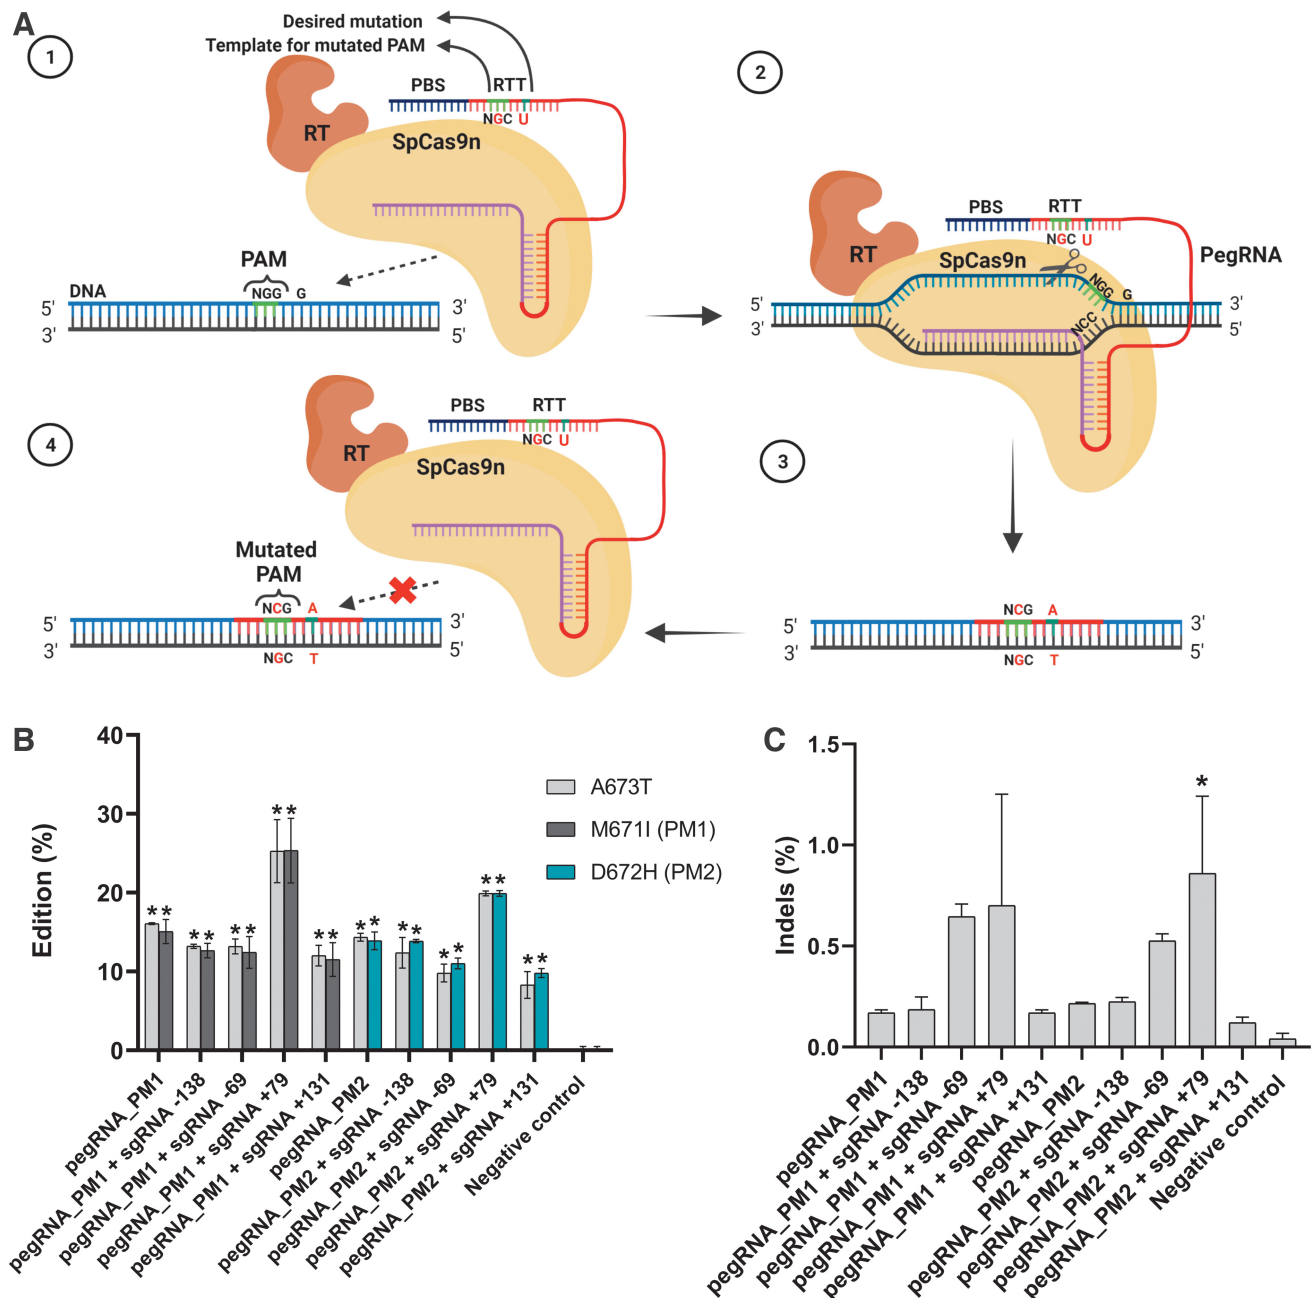 A
1
Desired mutation
Template for mutated PAM
PBS RTT
NGC U
RT
SpCas9n
PAM
NGG G
DNA
5' 3'
3' 5'
2
PBS RTT
NGC U
RT
SpCas9n
PegRNA
NGG G
NCC
5' 3'
3' 5'
3
NCG A
5' 3'
3' 5'
NGC T
4
PBS RTT
NGC U
RT
SpCas9n
Mutated
PAM
NCG A
5' 3'
3' 5'
NGC T
B
Edition (%)
40
30
20
10
0
* * * * * * * * * * * * * * * * * * * *
A673T
M671I (PM1)
D672H (PM2)
pegRNA_PM1
pegRNA_PM1 + sgRNA -138
pegRNA_PM1 + sgRNA -69
pegRNA_PM1 + sgRNA +79
pegRNA_PM1 + sgRNA +131
pegRNA_PM2
pegRNA_PM2 + sgRNA -138
pegRNA_PM2 + sgRNA -69
pegRNA_PM2 + sgRNA +79
pegRNA_PM2 + sgRNA +131
Negative control
C
Indels (%)
1.5
1.0
0.5
0.0
*
pegRNA_PM1
pegRNA_PM1 + sgRNA -138
pegRNA_PM1 + sgRNA -69
pegRNA_PM1 + sgRNA +79
pegRNA_PM1 + sgRNA +131
pegRNA_PM2
pegRNA_PM2 + sgRNA -138
pegRNA_PM2 + sgRNA -69
pegRNA_PM2 + sgRNA +79
pegRNA_PM2 + sgRNA +131
Negative control